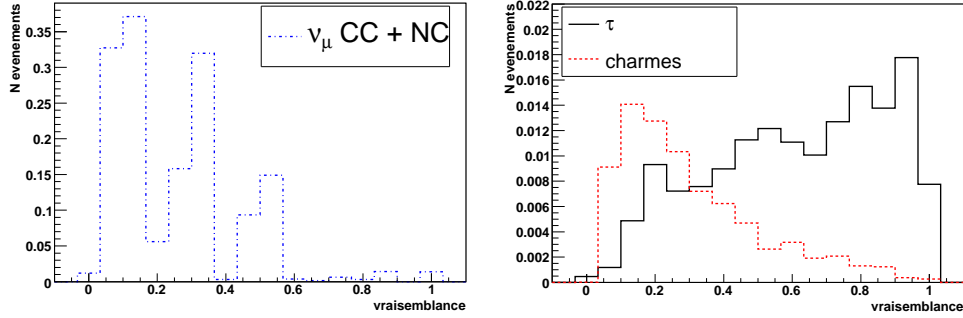 N evenements
0.35
0.3
0.25
0.2
0.15
0.1
0.05
0
ν_μ CC + NC
0 0.2 0.4 0.6 0.8 1
vraisemblance
N evenements
0.022
0.02
0.018
0.016
0.014
0.012
0.01
0.008
0.006
0.004
0.002
0
τ
charmes
0 0.2 0.4 0.6 0.8 1
vraisemblance